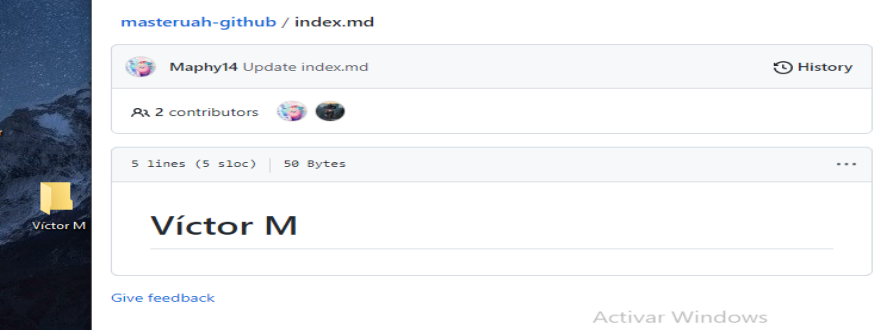 masteruah-github / index.md
Maphy14 Update index.md
History
2 contributors
5 lines (5 sloc) | 50 Bytes
Víctor M
Víctor M
Give feedback
Activar Windows